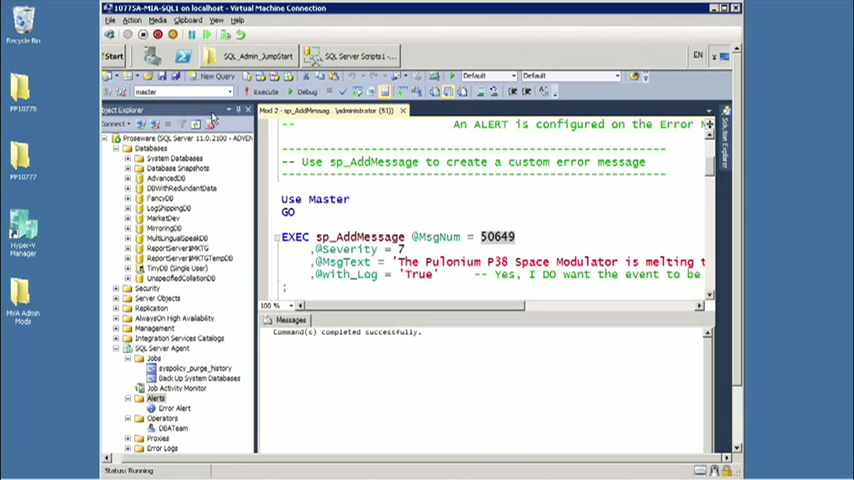 10775A-MIA-SQL1 on localhost - Virtual Machine Connection
File Action Media Clipboard View Help
Start
SQL_Admin_JumpStart
SQL Server Scripts1 -...
EN
Recycle Bin
PP10775
PP10777
Hyper-V
Manager
MVA Admin
Mods
New Query
Default
Default
master
Execute
Debug
Object Explorer
Connect
Proseware (SQL Server 11.0.2100 - ADVEN
Databases
System Databases
Database Snapshots
AdvancedDB
DBWithRedundantData
FancyDB
LogShippingDB
MarketDev
MirroringDB
MultiLingualSpeakDB
ReportServer$MKTG
ReportServer$MKTGTempDB
TinyDB (Single User)
UnspecifiedCollationDB
Security
Server Objects
Replication
AlwaysOn High Availability
Management
Integration Services Catalogs
SQL Server Agent
Jobs
syspolicy_purge_history
Back Up System Databases
Job Activity Monitor
Alerts
Error Alert
Operators
DBATeam
Proxies
Error Logs
Mod 2 - sp_AddMessag...\administrator (51))
-- An ALERT is configured on the Error M
-- Use sp_AddMessage to create a custom error message
Use Master
GO
EXEC sp_AddMessage @MsgNum = 50649
,@Severity = 7
,@MsgText = 'The Pulonium P38 Space Modulator is melting t
,@with_Log = 'True' -- Yes, I DO want the event to be
;
100 %
Messages
Command(s) completed successfully.
Solution Explorer
Status: Running